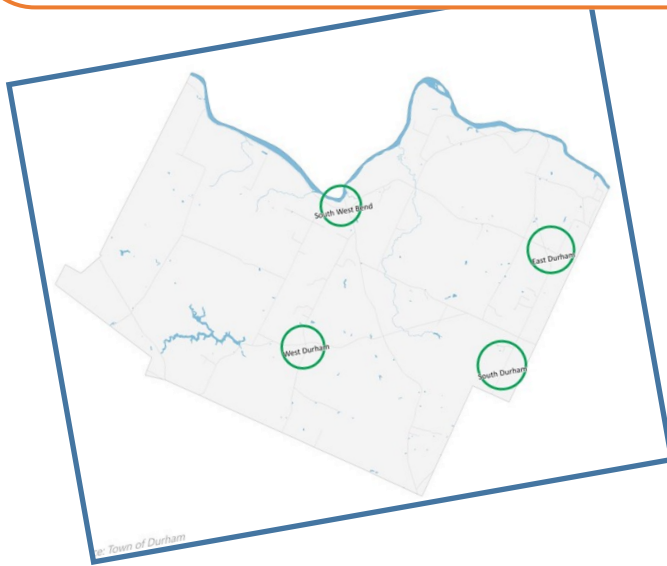 South West Bend
East Durham
West Durham
South Durham
Town of Durham